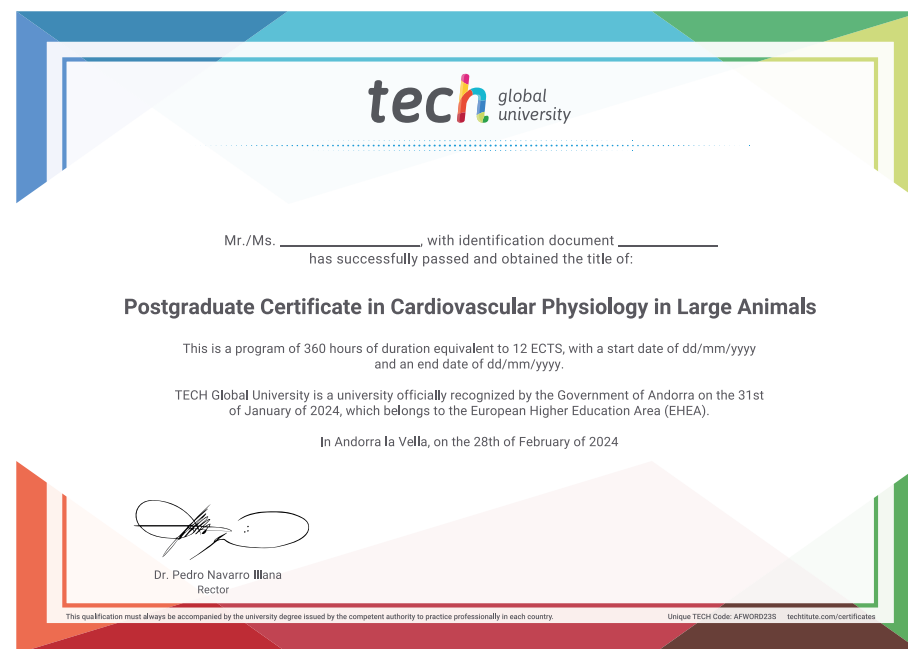 tech global university
Mr./Ms. ____________, with identification document ____________
has successfully passed and obtained the title of:
Postgraduate Certificate in Cardiovascular Physiology in Large Animals
This is a program of 360 hours of duration equivalent to 12 ECTS, with a start date of dd/mm/yyyy
and an end date of dd/mm/yyyy.
TECH Global University is a university officially recognized by the Government of Andorra on the 31st
of January of 2024, which belongs to the European Higher Education Area (EHEA).
In Andorra la Vella, on the 28th of February of 2024
Dr. Pedro Navarro Illana
Rector
This qualification must always be accompanied by the university degree issued by the competent authority to practice professionally in each country. Unique TECH Code: AFWORD23S techtitute.com/certificates